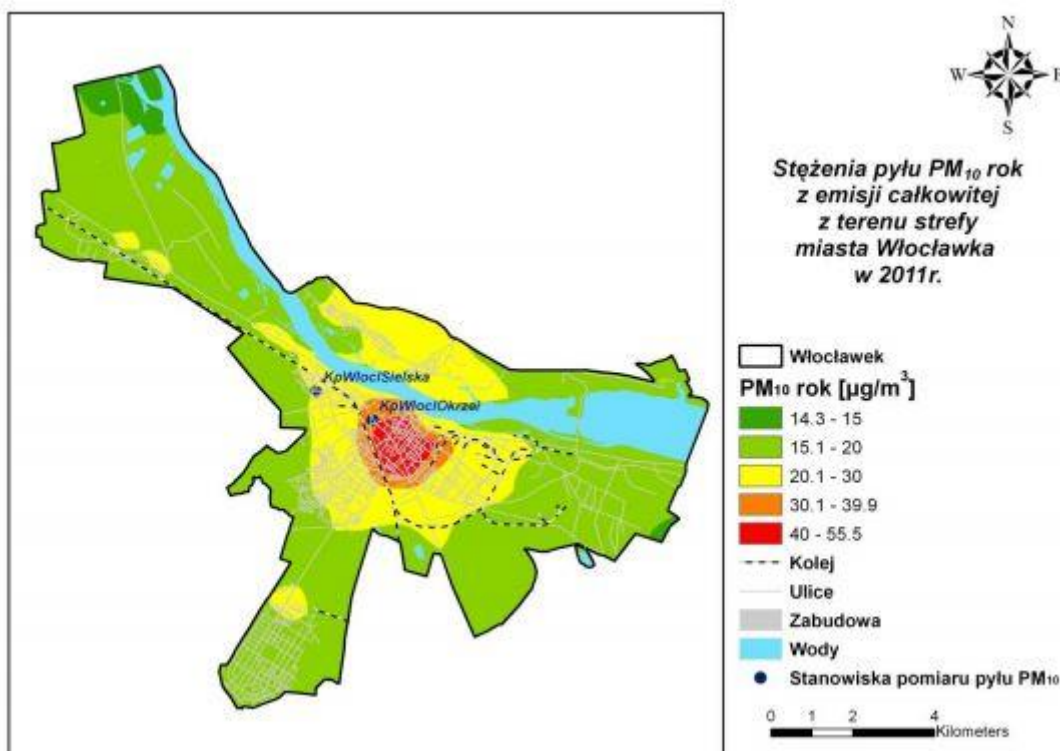 N
W E
S
Stężenia pyłu PM₁₀ rok
z emisji całkowitej
z terenu strefy
miasta Włocławka
w 2011r.
KpWloclSielska
KpWloclOkrzei
Włocławek
PM₁₀ rok [µg/m³]
14.3 - 15
15.1 - 20
20.1 - 30
30.1 - 39.9
40 - 55.5
Kolej
Ulice
Zabudowa
Wody
Stanowiska pomiaru pyłu PM₁₀
0 1 2 4
Kilometers